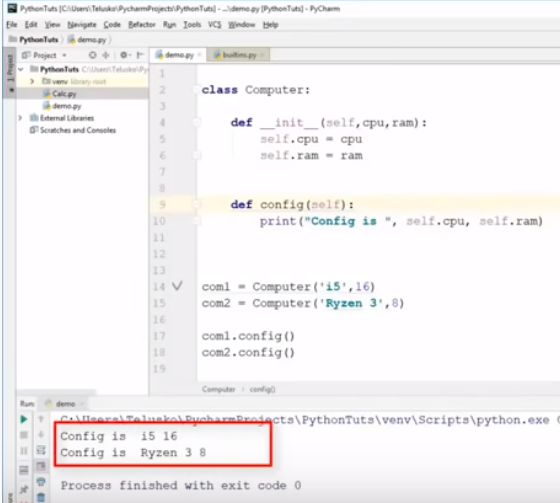 PythonTuts [C:\Users\Telusko\PycharmProjects\PythonTuts] - ...\demo.py [PythonTuts] - PyCharm
File Edit View Navigate Code Refactor Run Tools VCS Window Help
PythonTuts demo.py
Project demo.py builtins.py
1: Project
PythonTuts C:\Users\Telusko\Py
venv library root
Calc.py
demo.py
External Libraries
Scratches and Consoles
1
2 class Computer:
3
4 def __init__(self,cpu,ram):
5 self.cpu = cpu
6 self.ram = ram
7
8
9 def config(self):
10 print("Config is ", self.cpu, self.ram)
11
12
13
14 com1 = Computer('i5',16)
15 com2 = Computer('Ryzen 3',8)
16
17 com1.config()
18 com2.config()
19
Computer › config()
Run: demo
C:\Users\Telusko\PycharmProjects\PythonTuts\venv\Scripts\python.exe
Config is  i5 16
Config is  Ryzen 3 8
Process finished with exit code 0